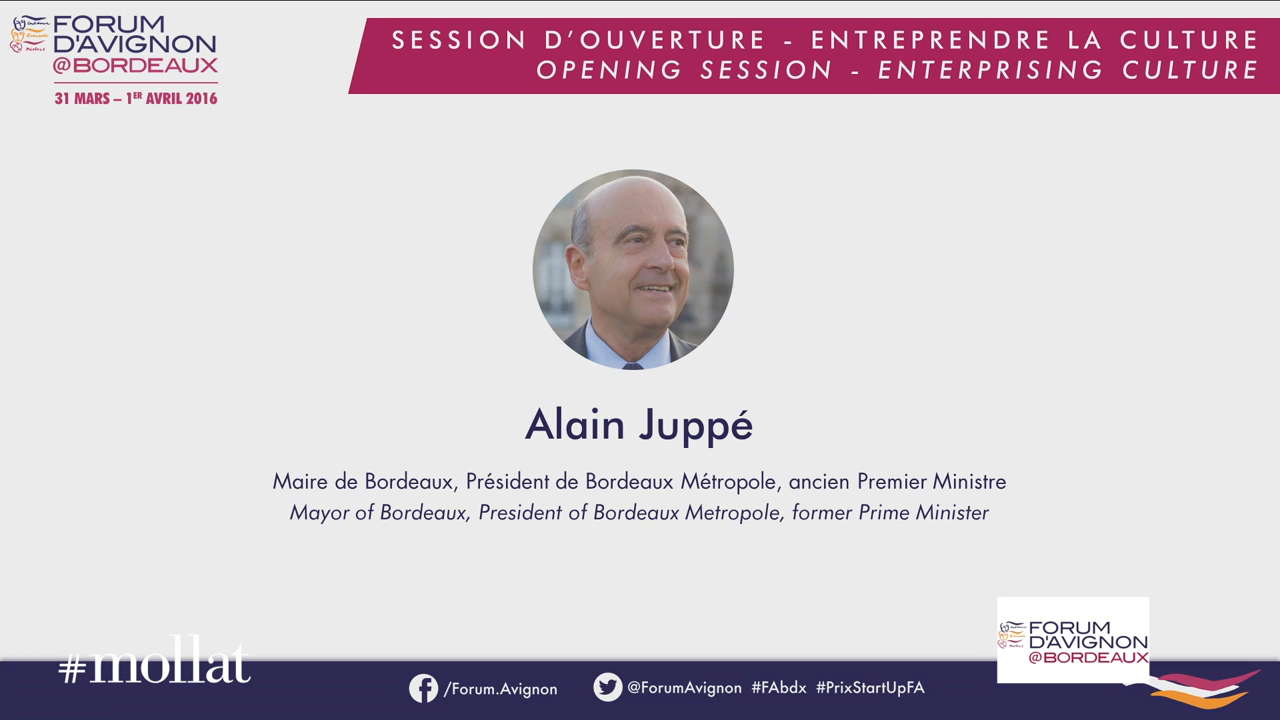 FORUM
D'AVIGNON
@BORDEAUX
31 MARS – 1ER AVRIL 2016
SESSION D'OUVERTURE - ENTREPRENDRE LA CULTURE
OPENING SESSION - ENTERPRISING CULTURE
Alain Juppé
Maire de Bordeaux, Président de Bordeaux Métropole, ancien Premier Ministre
Mayor of Bordeaux, President of Bordeaux Metropole, former Prime Minister
#mollat
/Forum.Avignon
@ForumAvignon #FAbdx #PrixStartUpFA
FORUM
D'AVIGNON
@BORDEAUX